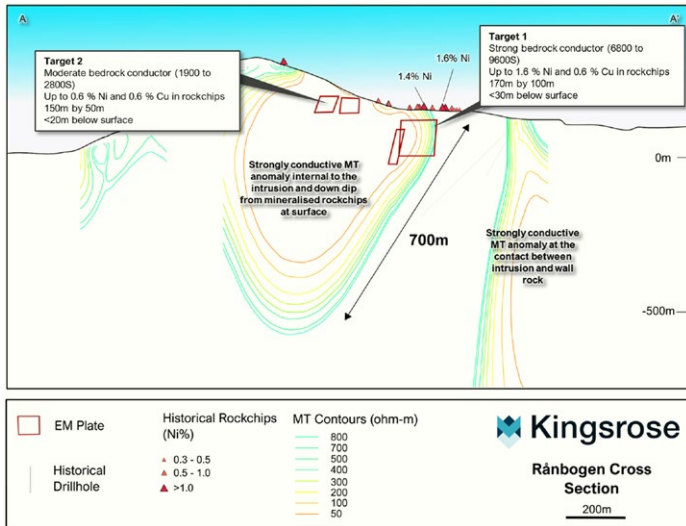 A
A'
Target 2
Moderate bedrock conductor (1900 to
2800S)
Up to 0.6 % Ni and 0.6 % Cu in rockchips
150m by 50m
<20m below surface
Target 1
Strong bedrock conductor (6800 to
9600S)
Up to 1.6 % Ni and 0.6 % Cu in rockchips
170m by 100m
<30m below surface
1.6% Ni
1.4% Ni
0m
Strongly conductive MT
anomaly internal to the
intrusion and down dip
from mineralised rockchips
at surface
700m
Strongly conductive
MT anomaly at the
contact between
intrusion and wall
rock
-500m
EM Plate
Historical
Drillhole
Historical Rockchips
(Ni%)
0.3 - 0.5
0.5 - 1.0
>1.0
MT Contours (ohm-m)
800
700
500
400
300
200
100
50
Kingsrose
Rånbogen Cross
Section
200m